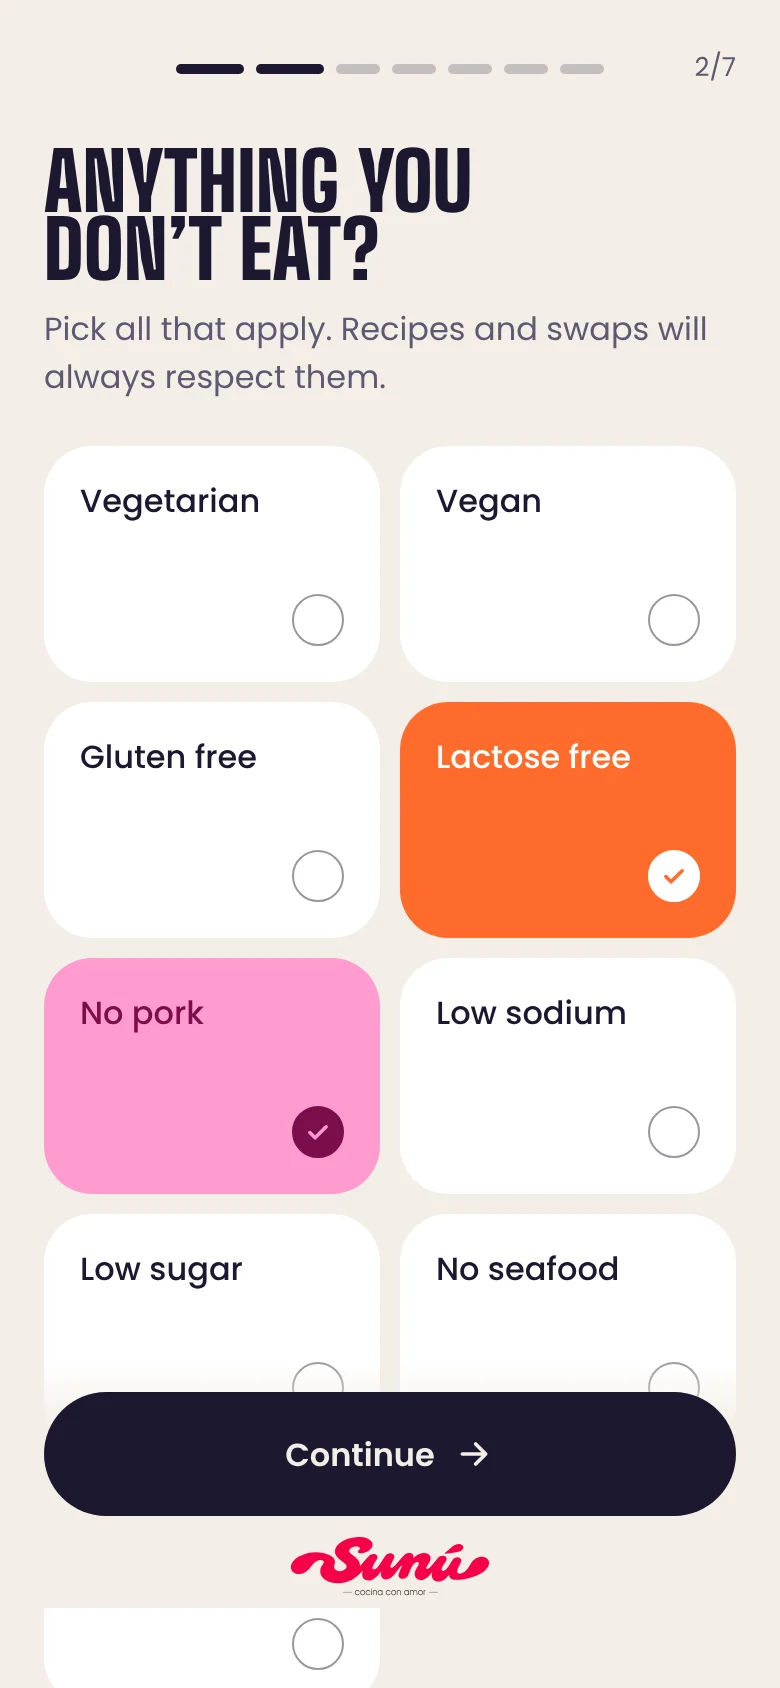 2/7
ANYTHING YOU
DON’T EAT?
Pick all that apply. Recipes and swaps will
always respect them.
Vegetarian
Vegan
Gluten free
Lactose free
No pork
Low sodium
Low sugar
No seafood
Continue →
Sunú
— cocina con amor —